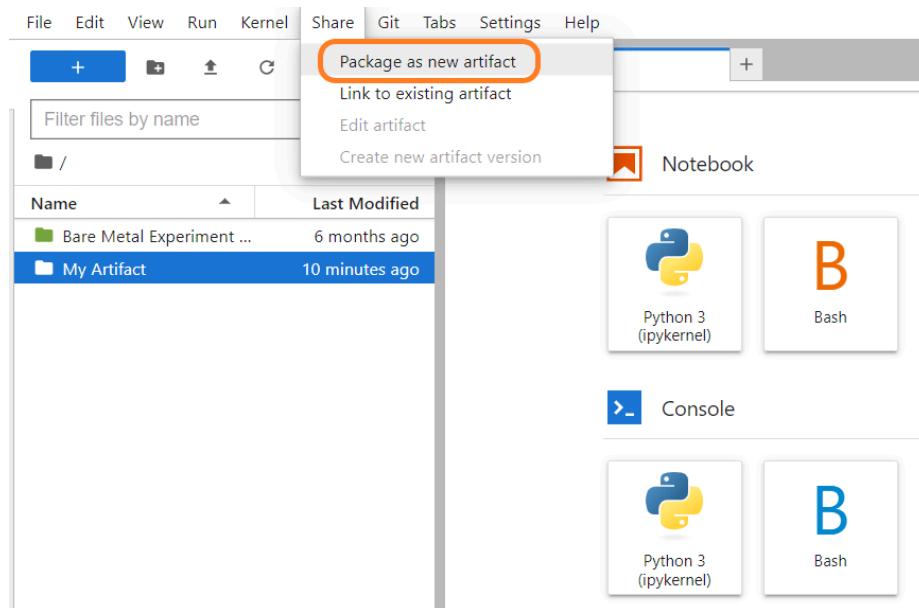 File Edit View Run Kernel Share Git Tabs Settings Help
+
Package as new artifact
Link to existing artifact
Edit artifact
Create new artifact version
+
Filter files by name
/
Name Last Modified
Bare Metal Experiment ... 6 months ago
My Artifact 10 minutes ago
Notebook
Python 3
(ipykernel)
B
Bash
>_ Console
Python 3
(ipykernel)
B
Bash